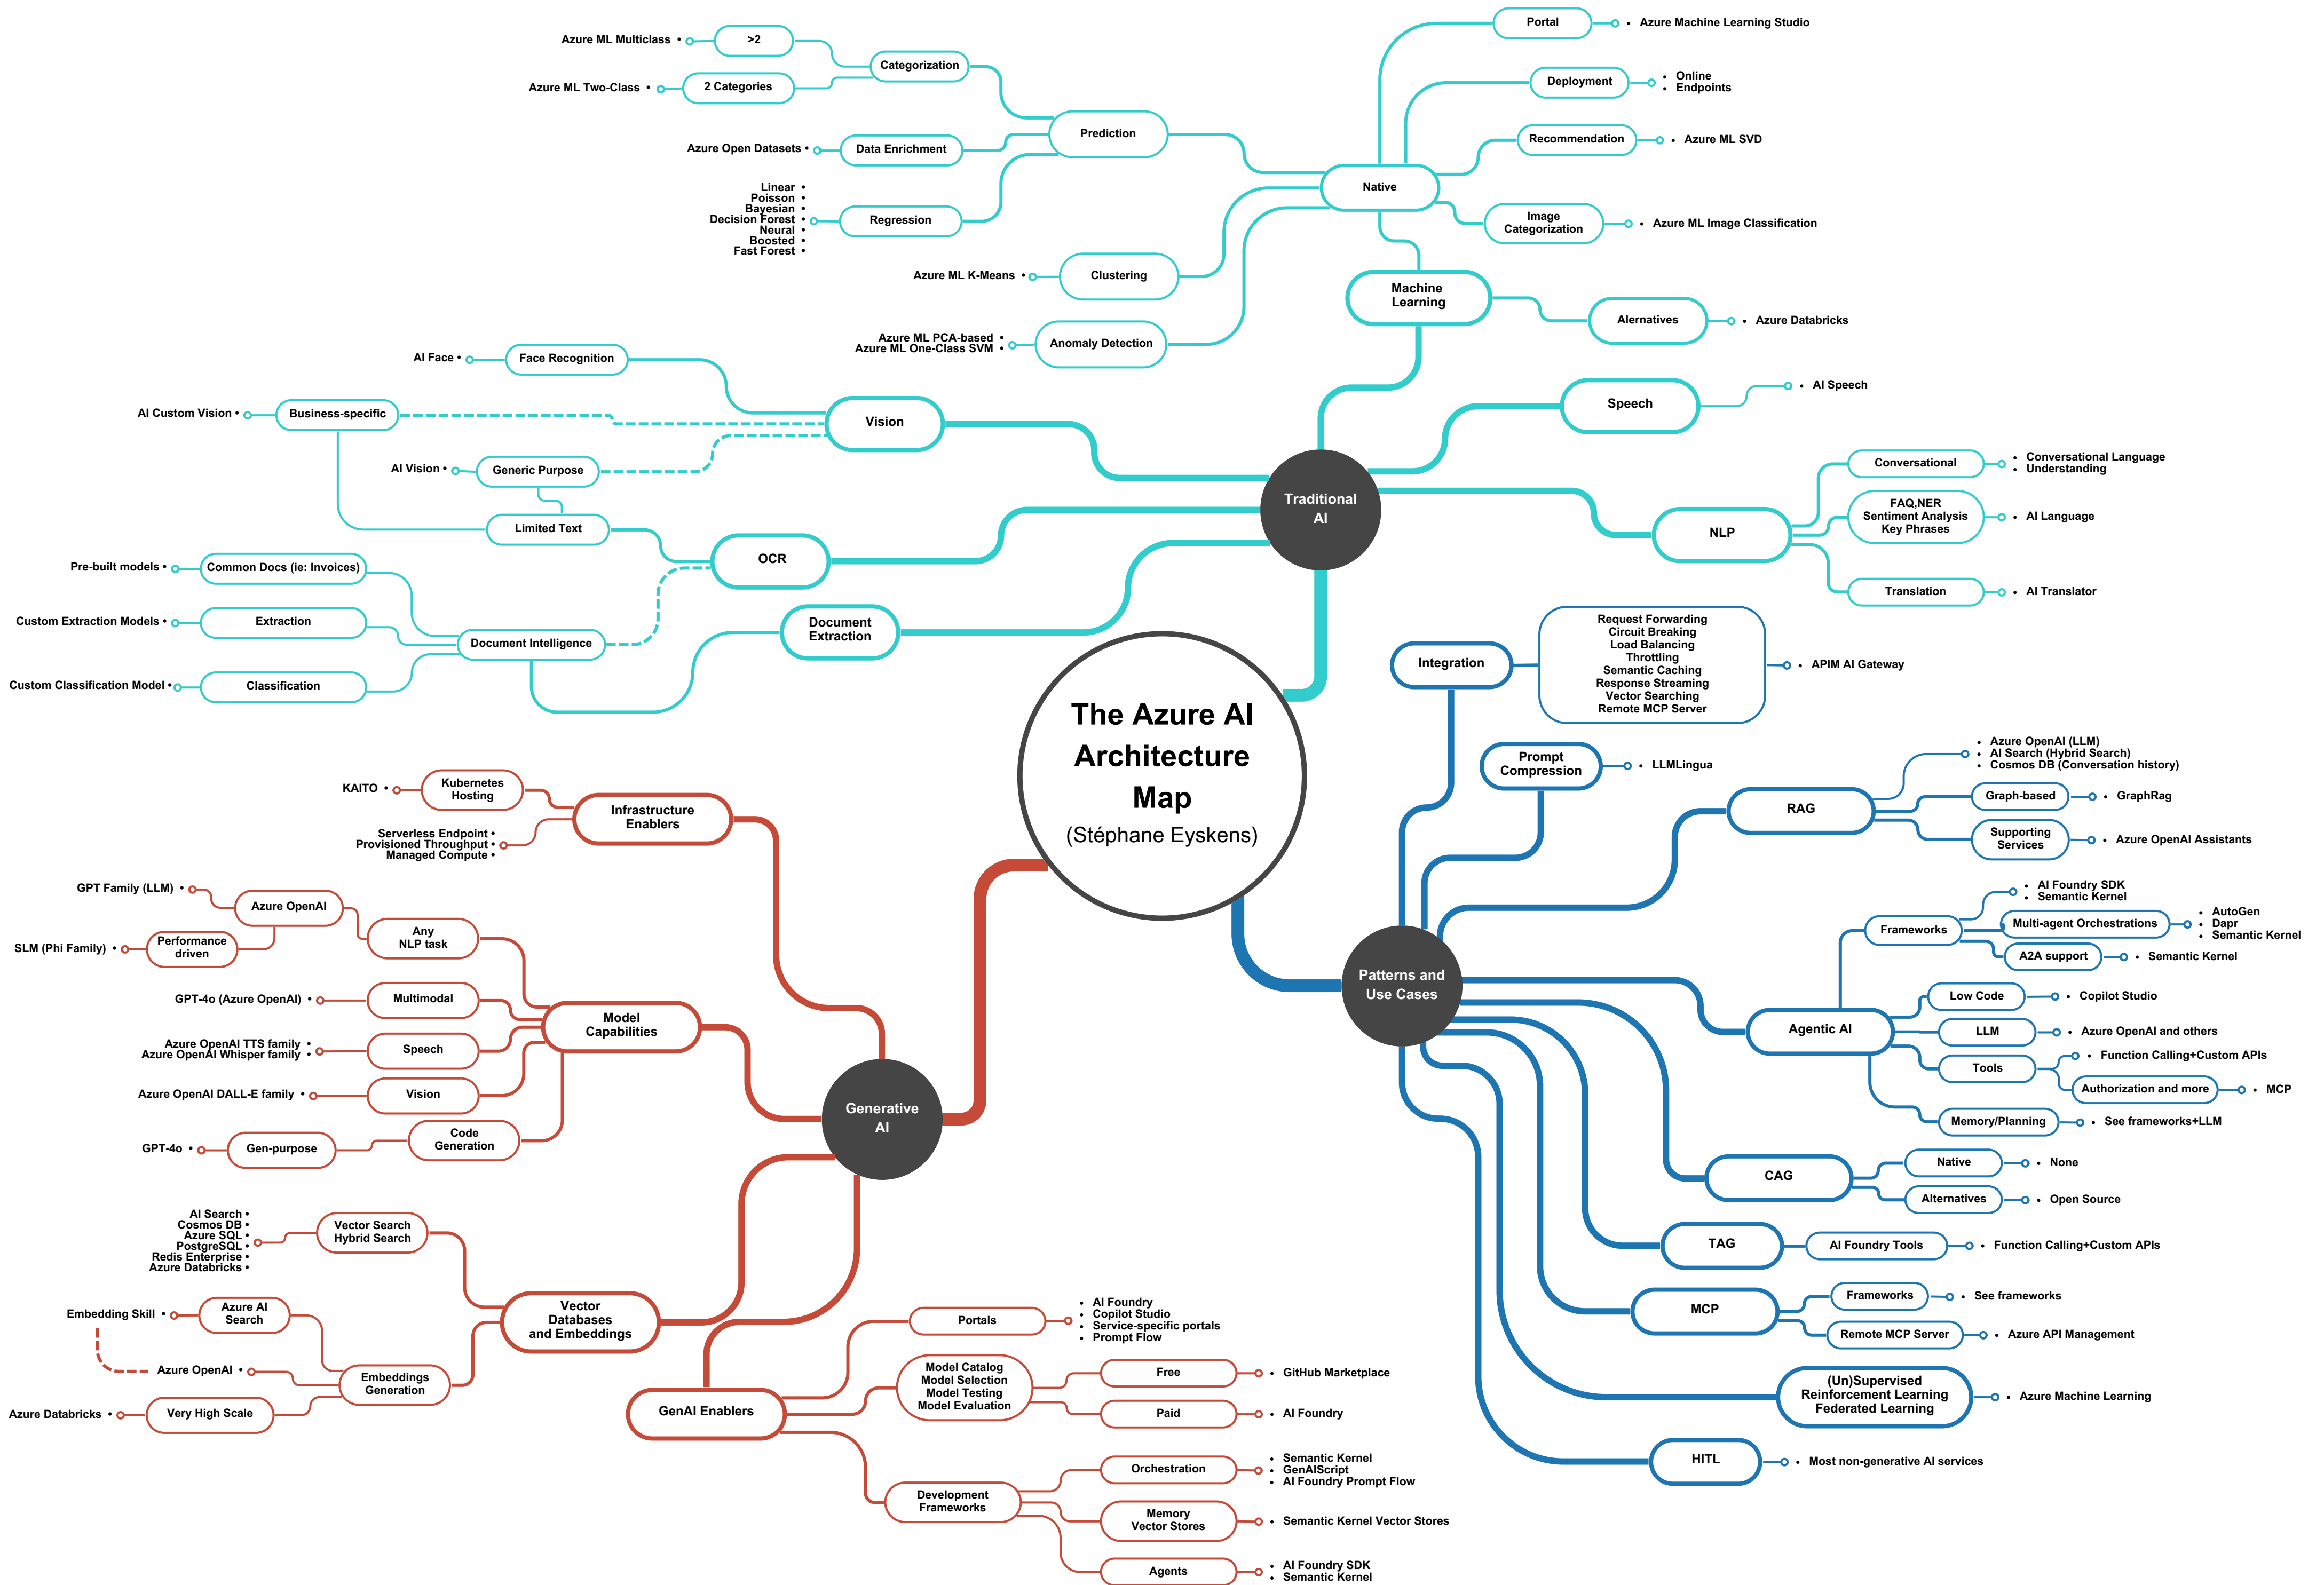 The Azure AI
Architecture
Map
(Stéphane Eyskens)
Traditional
AI
Machine
Learning
Native
Portal
• Azure Machine Learning Studio
Deployment
• Online
• Endpoints
Recommendation
• Azure ML SVD
Image
Categorization
• Azure ML Image Classification
Prediction
Categorization
>2
Azure ML Multiclass •
2 Categories
Azure ML Two-Class •
Data Enrichment
Azure Open Datasets •
Regression
Linear •
Poisson •
Bayesian •
Decision Forest •
Neural •
Boosted •
Fast Forest •
Clustering
Azure ML K-Means •
Anomaly Detection
Azure ML PCA-based •
Azure ML One-Class SVM •
Alernatives
• Azure Databricks
Speech
• AI Speech
NLP
Conversational
• Conversational Language
• Understanding
FAQ,NER
Sentiment Analysis
Key Phrases
• AI Language
Translation
• AI Translator
Vision
Face Recognition
AI Face •
Business-specific
AI Custom Vision •
Generic Purpose
AI Vision •
OCR
Limited Text
Document
Extraction
Document Intelligence
Common Docs (ie: Invoices)
Pre-built models •
Extraction
Custom Extraction Models •
Classification
Custom Classification Model •
Patterns and
Use Cases
Integration
Request Forwarding
Circuit Breaking
Load Balancing
Throttling
Semantic Caching
Response Streaming
Vector Searching
Remote MCP Server
• APIM AI Gateway
Prompt
Compression
• LLMLingua
RAG
• Azure OpenAI (LLM)
• AI Search (Hybrid Search)
• Cosmos DB (Conversation history)
Graph-based
• GraphRag
Supporting
Services
• Azure OpenAI Assistants
Agentic AI
Frameworks
• AI Foundry SDK
• Semantic Kernel
Multi-agent Orchestrations
• AutoGen
• Dapr
• Semantic Kernel
A2A support
• Semantic Kernel
Low Code
• Copilot Studio
LLM
• Azure OpenAI and others
Tools
• Function Calling+Custom APIs
Authorization and more
• MCP
Memory/Planning
• See frameworks+LLM
CAG
Native
• None
Alternatives
• Open Source
TAG
AI Foundry Tools
• Function Calling+Custom APIs
MCP
Frameworks
• See frameworks
Remote MCP Server
• Azure API Management
(Un)Supervised
Reinforcement Learning
Federated Learning
• Azure Machine Learning
HITL
• Most non-generative AI services
Generative
AI
Infrastructure
Enablers
Kubernetes
Hosting
KAITO •
Serverless Endpoint •
Provisioned Throughput •
Managed Compute •
Model
Capabilities
Any
NLP task
Azure OpenAI
GPT Family (LLM) •
Performance
driven
SLM (Phi Family) •
Multimodal
GPT-4o (Azure OpenAI) •
Speech
Azure OpenAI TTS family •
Azure OpenAI Whisper family •
Vision
Azure OpenAI DALL-E family •
Code
Generation
Gen-purpose
GPT-4o •
Vector
Databases
and Embeddings
Vector Search
Hybrid Search
AI Search •
Cosmos DB •
Azure SQL •
PostgreSQL •
Redis Enterprise •
Azure Databricks •
Embeddings
Generation
Azure AI
Search
Embedding Skill •
Azure OpenAI •
Very High Scale
Azure Databricks •
GenAI Enablers
Portals
• AI Foundry
• Copilot Studio
• Service-specific portals
• Prompt Flow
Model Catalog
Model Selection
Model Testing
Model Evaluation
Free
• GitHub Marketplace
Paid
• AI Foundry
Development
Frameworks
Orchestration
• Semantic Kernel
• GenAIScript
• AI Foundry Prompt Flow
Memory
Vector Stores
• Semantic Kernel Vector Stores
Agents
• AI Foundry SDK
• Semantic Kernel